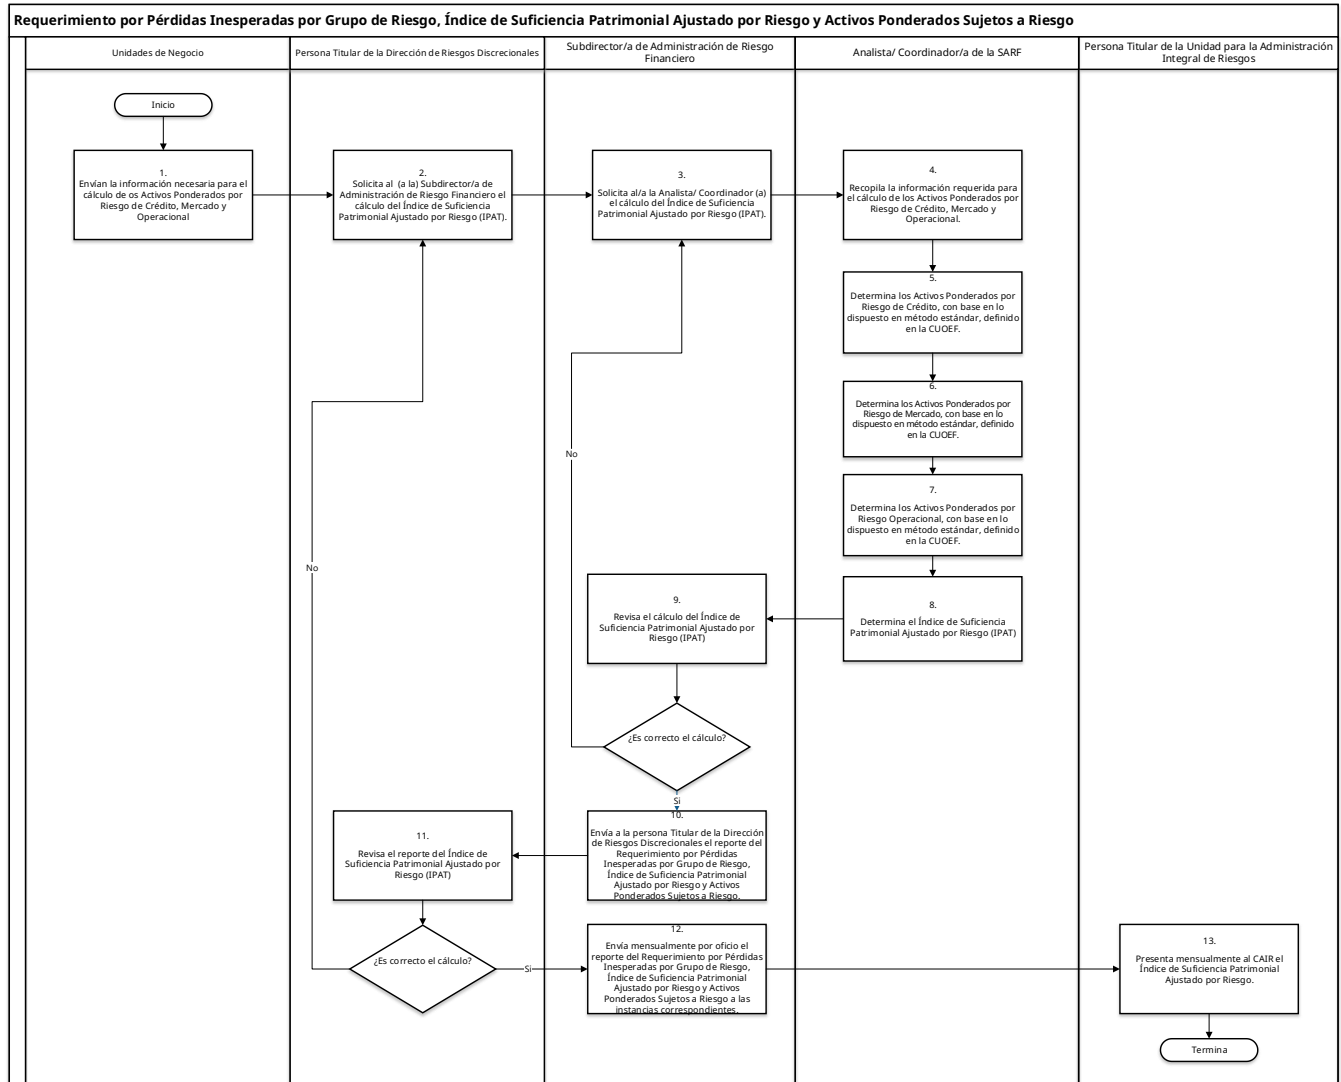 Requerimiento por Pérdidas Inesperadas por Grupo de Riesgo, Índice de Suficiencia Patrimonial Ajustado por Riesgo y Activos Ponderados Sujetos a Riesgo
Unidades de Negocio
Persona Titular de la Dirección de Riesgos Discrecionales
Subdirector/a de Administración de Riesgo
Financiero
Analista/ Coordinador/a de la SARF
Persona Titular de la Unidad para la Administración
Integral de Riesgos
Inicio
1.
Envían la información necesaria para el
cálculo de os Activos Ponderados por
Riesgo de Crédito, Mercado y
Operacional
2.
Solicita al  (a la) Subdirector/a de
Administración de Riesgo Financiero el
cálculo del Índice de Suficiencia
Patrimonial Ajustado por Riesgo (IPAT).
3.
Solicita al/a la Analista/ Coordinador (a)
el cálculo del Índice de Suficiencia
Patrimonial Ajustado por Riesgo (IPAT).
4.
Recopila la información requerida para
el cálculo de los Activos Ponderados por
Riesgo de Crédito, Mercado y
Operacional.
5.
Determina los Activos Ponderados por
Riesgo de Crédito, con base en lo
dispuesto en método estándar, definido
en la CUOEF.
6.
Determina los Activos Ponderados por
Riesgo de Mercado, con base en lo
dispuesto en método estándar, definido
en la CUOEF.
No
7.
Determina los Activos Ponderados por
Riesgo Operacional, con base en lo
dispuesto en método estándar, definido
en la CUOEF.
No
8.
Determina el Índice de Suficiencia
Patrimonial Ajustado por Riesgo (IPAT)
9.
Revisa el cálculo del Índice de
Suficiencia Patrimonial Ajustado por
Riesgo (IPAT)
¿Es correcto el cálculo?
Si
10.
Envía a la persona Titular de la Dirección
de Riesgos Discrecionales el reporte del
Requerimiento por Pérdidas
Inesperadas por Grupo de Riesgo,
Índice de Suficiencia Patrimonial
Ajustado por Riesgo y Activos
Ponderados Sujetos a Riesgo.
11.
Revisa el reporte del Índice de
Suficiencia Patrimonial Ajustado por
Riesgo (IPAT)
¿Es correcto el cálculo?
Si
12.
Envía mensualmente por oficio el
reporte del Requerimiento por Pérdidas
Inesperadas por Grupo de Riesgo,
Índice de Suficiencia Patrimonial
Ajustado por Riesgo y Activos
Ponderados Sujetos a Riesgo a las
instancias correspondientes.
13.
Presenta mensualmente al CAIR el
Índice de Suficiencia Patrimonial
Ajustado por Riesgo.
Termina